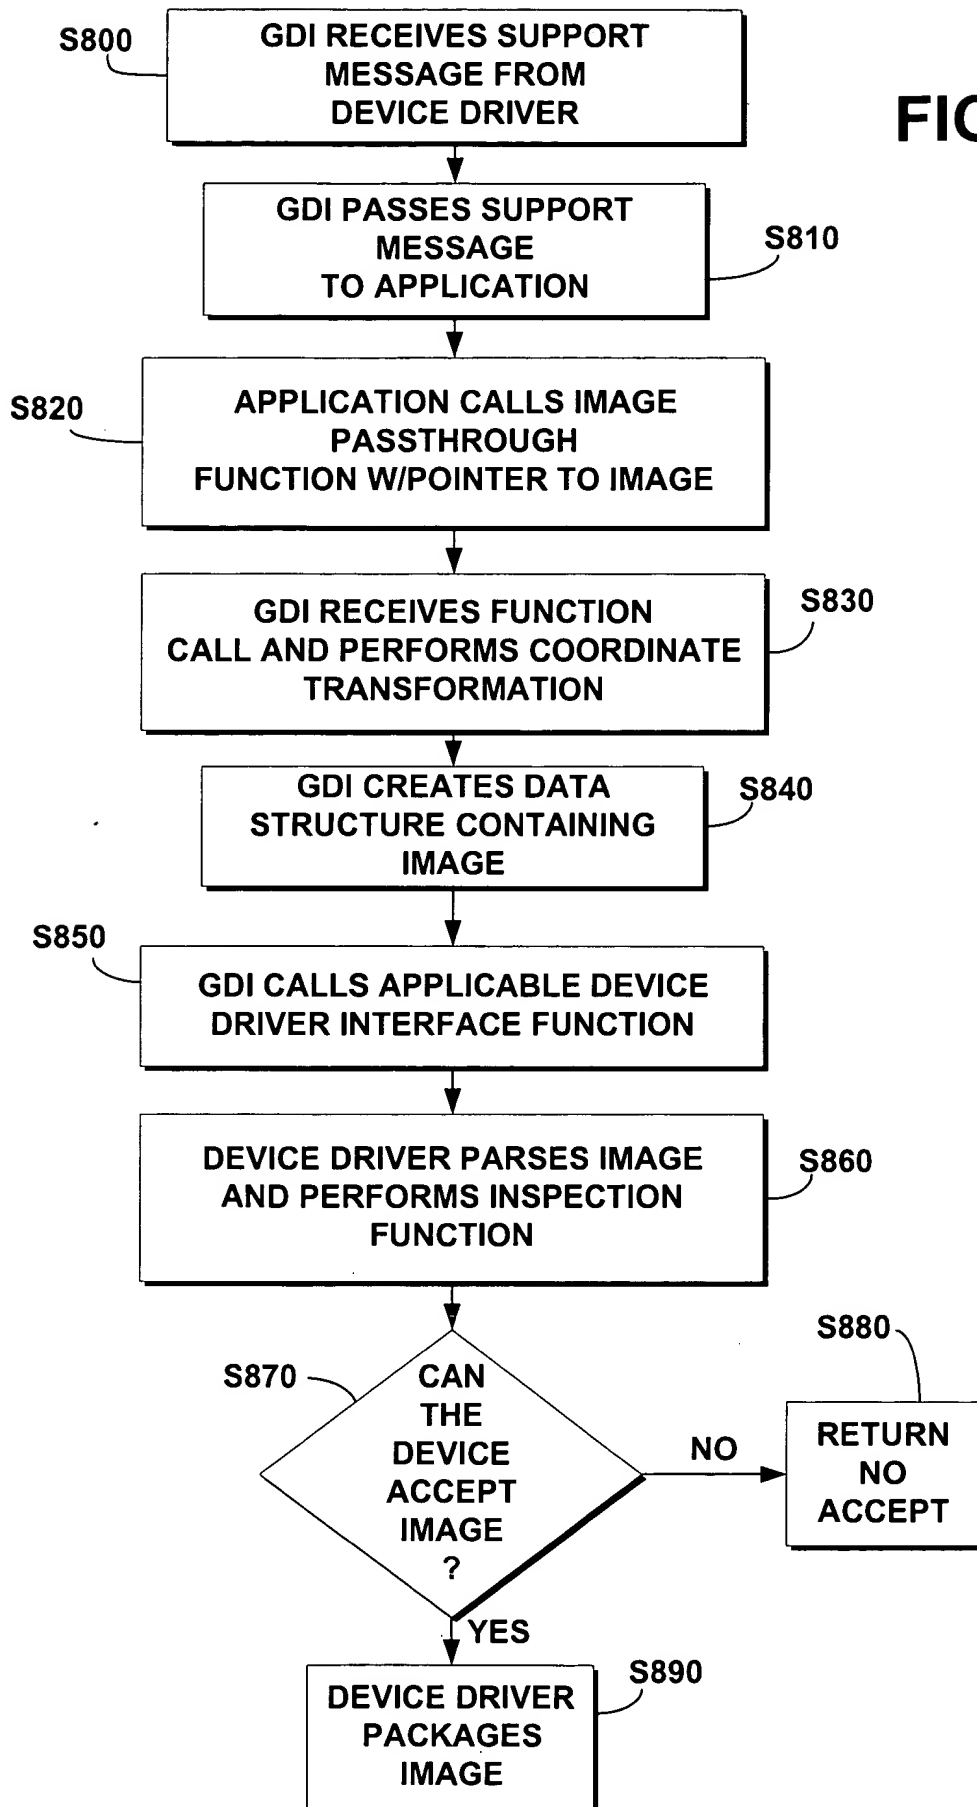 S800
GDI RECEIVES SUPPORT
MESSAGE FROM
DEVICE DRIVER
GDI PASSES SUPPORT
MESSAGE
TO APPLICATION
S810
S820
APPLICATION CALLS IMAGE
PASSTHROUGH
FUNCTION W/POINTER TO IMAGE
GDI RECEIVES FUNCTION
CALL AND PERFORMS COORDINATE
TRANSFORMATION
S830
GDI CREATES DATA
STRUCTURE CONTAINING
IMAGE
S840
S850
GDI CALLS APPLICABLE DEVICE
DRIVER INTERFACE FUNCTION
DEVICE DRIVER PARSES IMAGE
AND PERFORMS INSPECTION
FUNCTION
S860
S870
CAN
THE
DEVICE
ACCEPT
IMAGE
?
NO
S880
RETURN
NO
ACCEPT
YES
DEVICE DRIVER
PACKAGES
IMAGE
S890